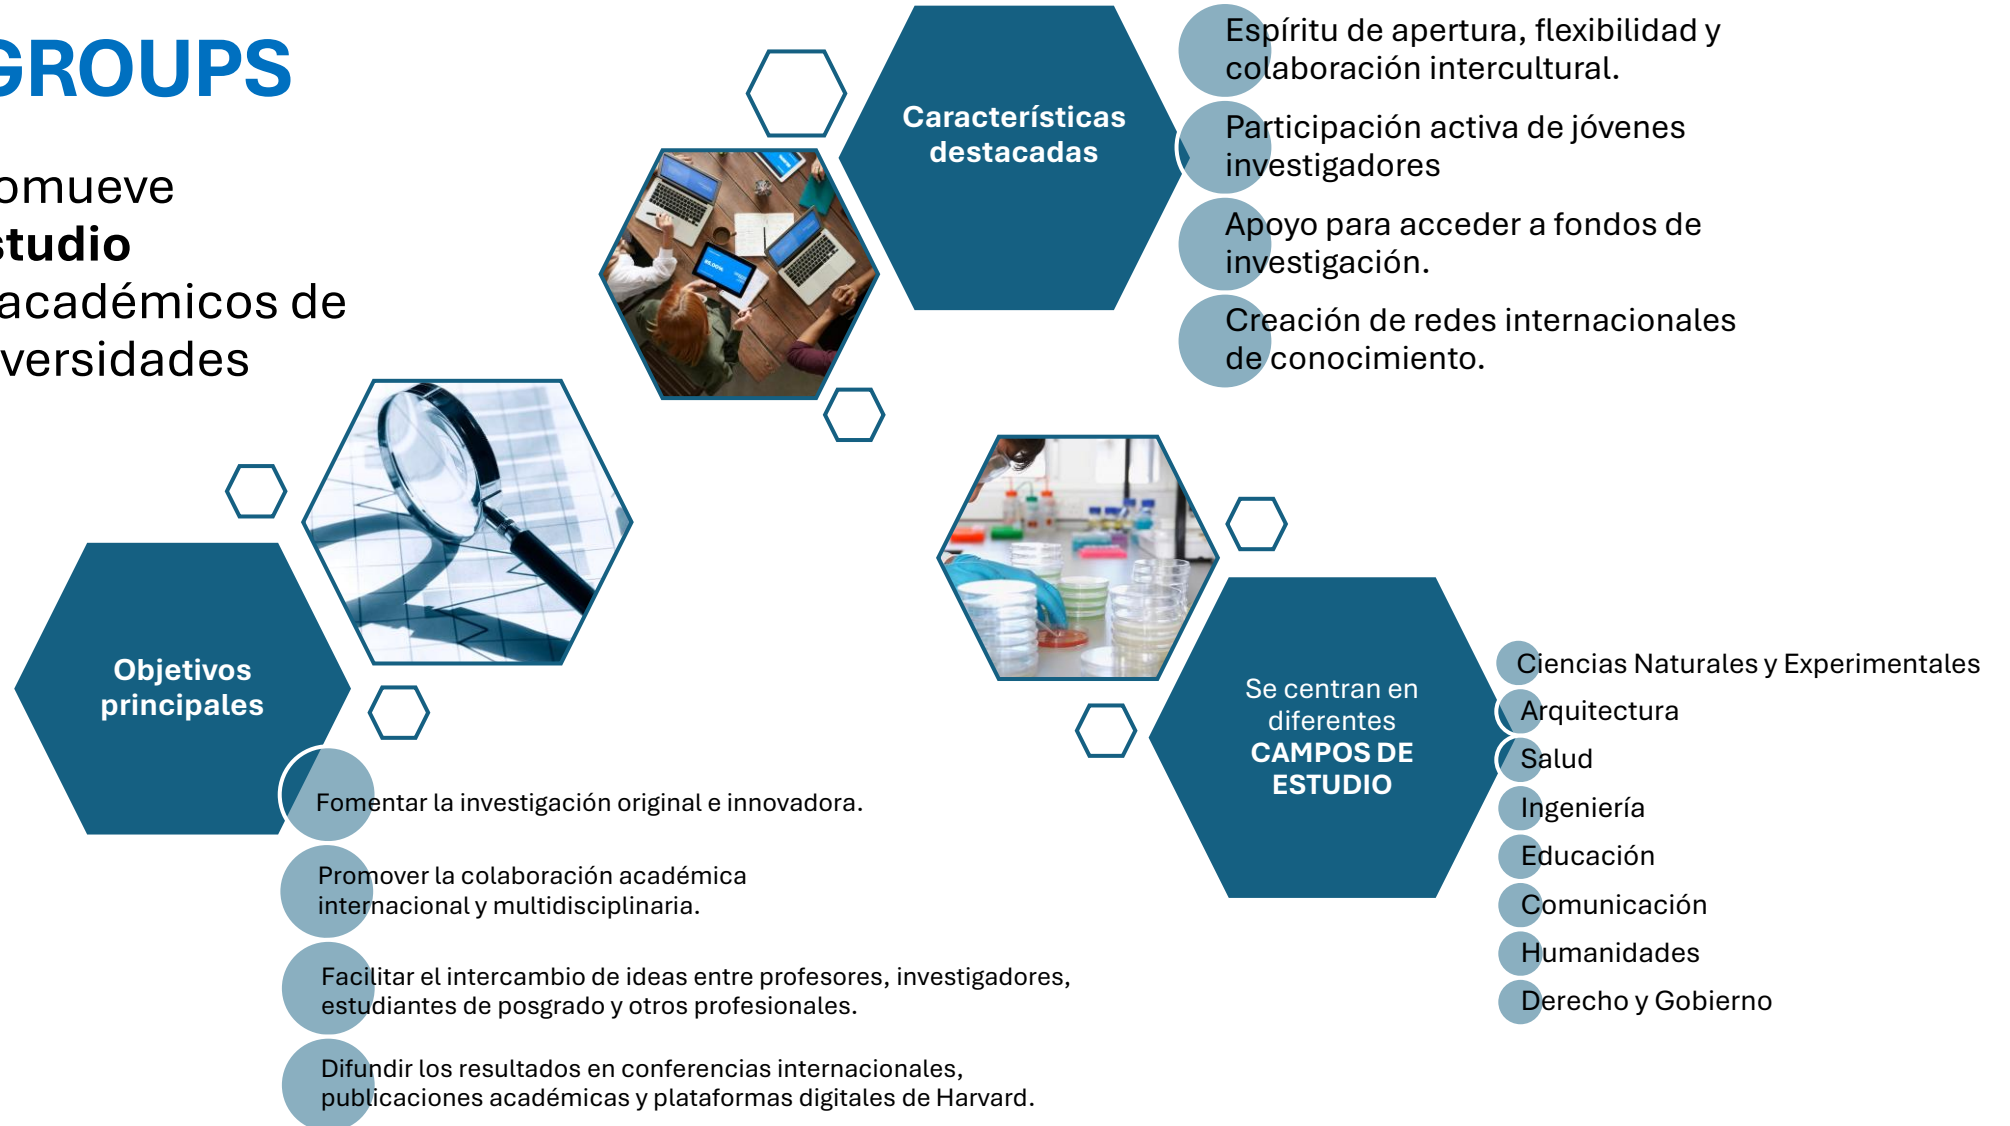 GROUPS
omueve
studio
académicos de
versidades
Características
destacadas
Espíritu de apertura, flexibilidad y
colaboración intercultural.
Participación activa de jóvenes
investigadores
Apoyo para acceder a fondos de
investigación.
Creación de redes internacionales
de conocimiento.
Objetivos
principales
Fomentar la investigación original e innovadora.
Promover la colaboración académica
internacional y multidisciplinaria.
Facilitar el intercambio de ideas entre profesores, investigadores,
estudiantes de posgrado y otros profesionales.
Difundir los resultados en conferencias internacionales,
publicaciones académicas y plataformas digitales de Harvard.
Se centran en
diferentes
CAMPOS DE
ESTUDIO
Ciencias Naturales y Experimentales
Arquitectura
Salud
Ingeniería
Educación
Comunicación
Humanidades
Derecho y Gobierno